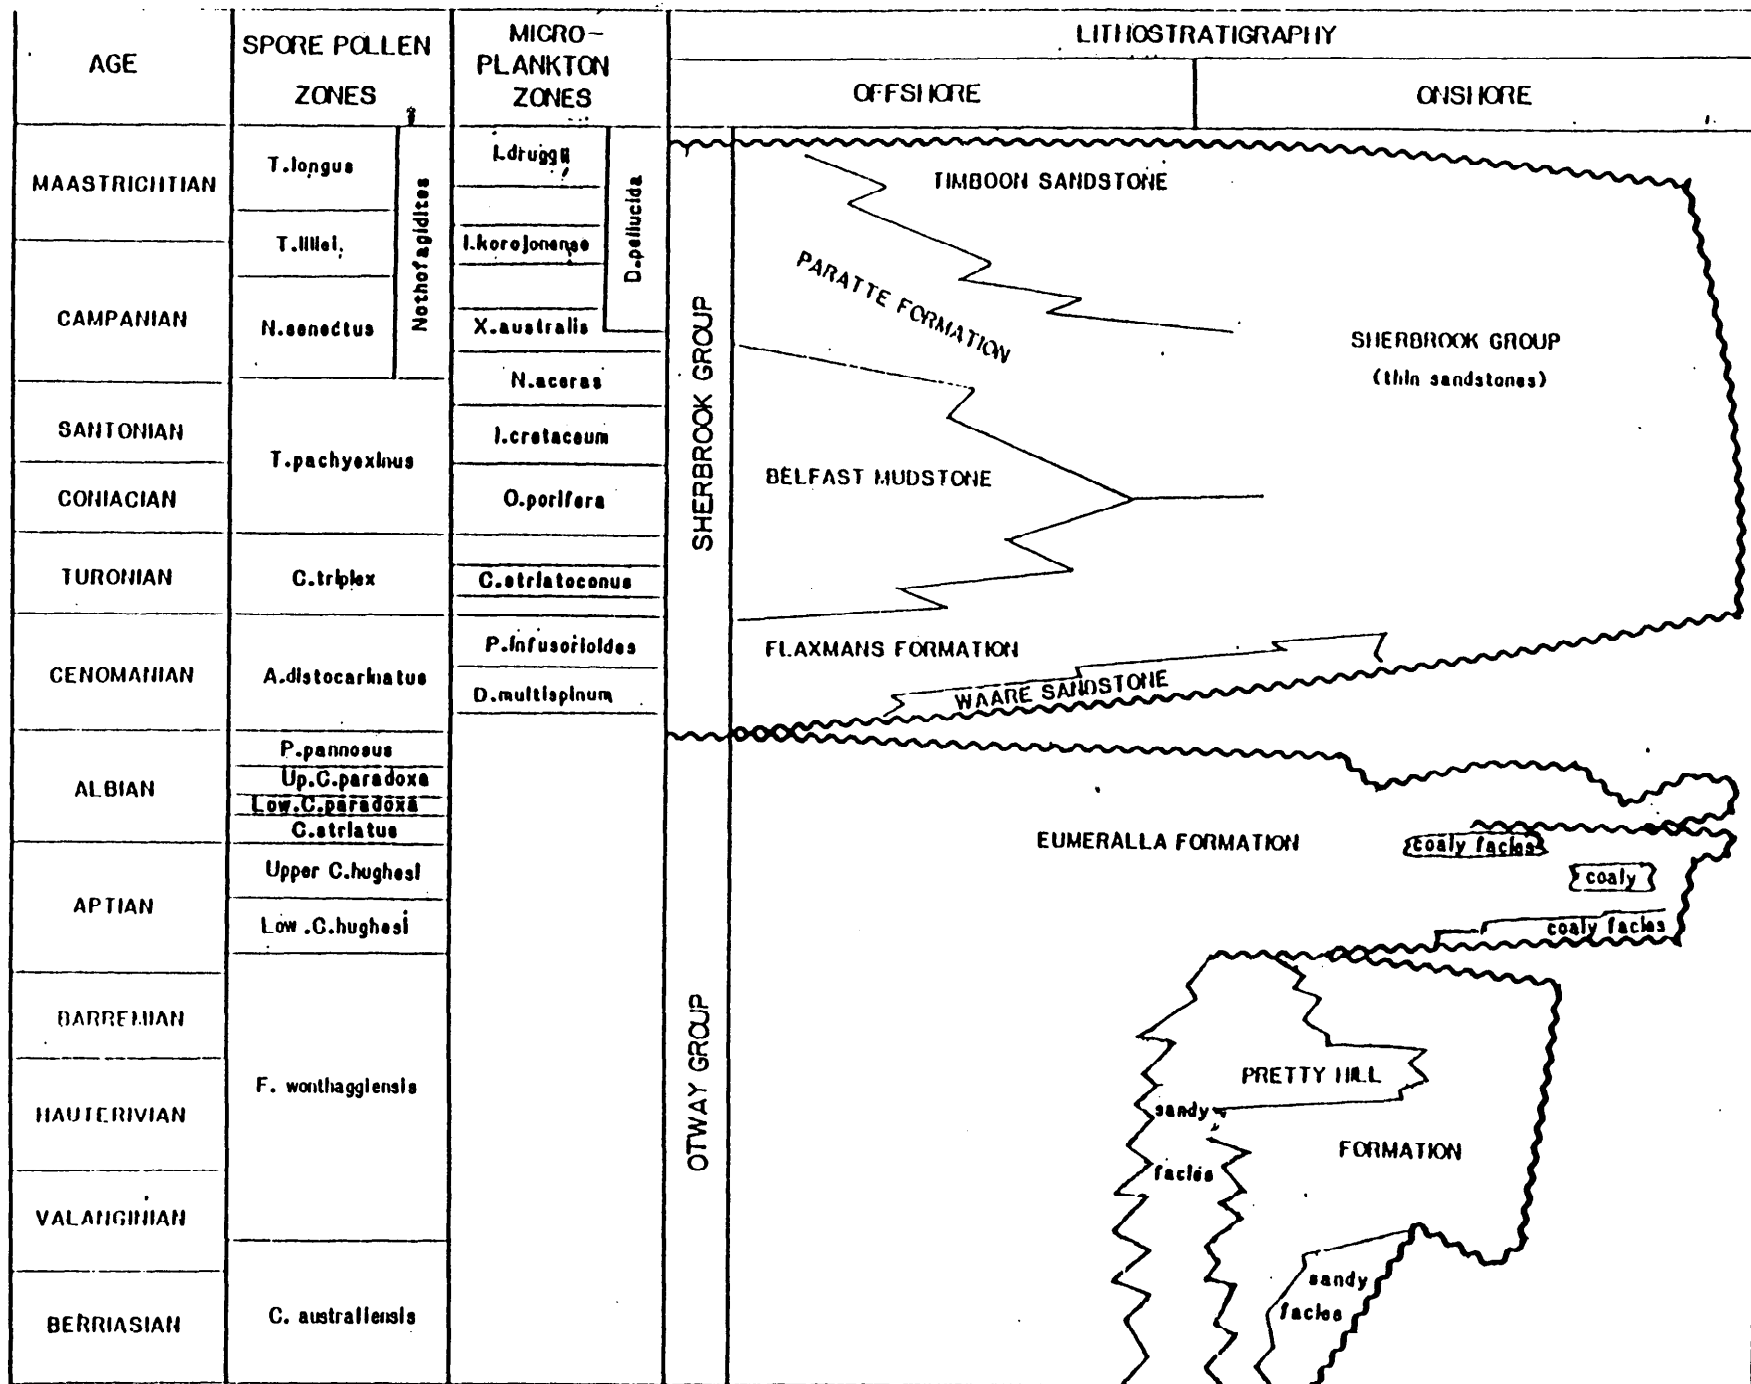 AGE
SPORE POLLEN
ZONES
MICRO-
PLANKTON
ZONES
LITHOSTRATIGRAPHY
OFFSHORE
ONSHORE
MAASTRICHTIAN
CAMPANIAN
SANTONIAN
CONIACIAN
TURONIAN
CENOMANIAN
ALBIAN
APTIAN
BARREMIAN
HAUTERIVIAN
VALANGINIAN
BERRIASIAN
T.longus
T.lillei
N.senectus
Nothofagidites
T.pachyexinus
C.triplex
A.distocarinatus
P.pannosus
Up.C.paradoxa
Low.C.paradoxa
C.striatus
Upper C.hughesi
Low.C.hughesi
F. wonthaggiensis
C. australiensis
I.druggii
I.korojonense
X.australis
D.pellucida
N.aceras
I.cretaceum
O.porifera
C.striatoconus
P.infusorioides
D.multispinum
SHERBROOK GROUP
OTWAY GROUP
TIMBOON SANDSTONE
PARATTE FORMATION
SHERBROOK GROUP
(thin sandstones)
BELFAST MUDSTONE
FLAXMANS FORMATION
WAARE SANDSTONE
EUMERALLA FORMATION
coaly facies
coaly
coaly facies
PRETTY HILL
FORMATION
sandy
facies
sandy
facies